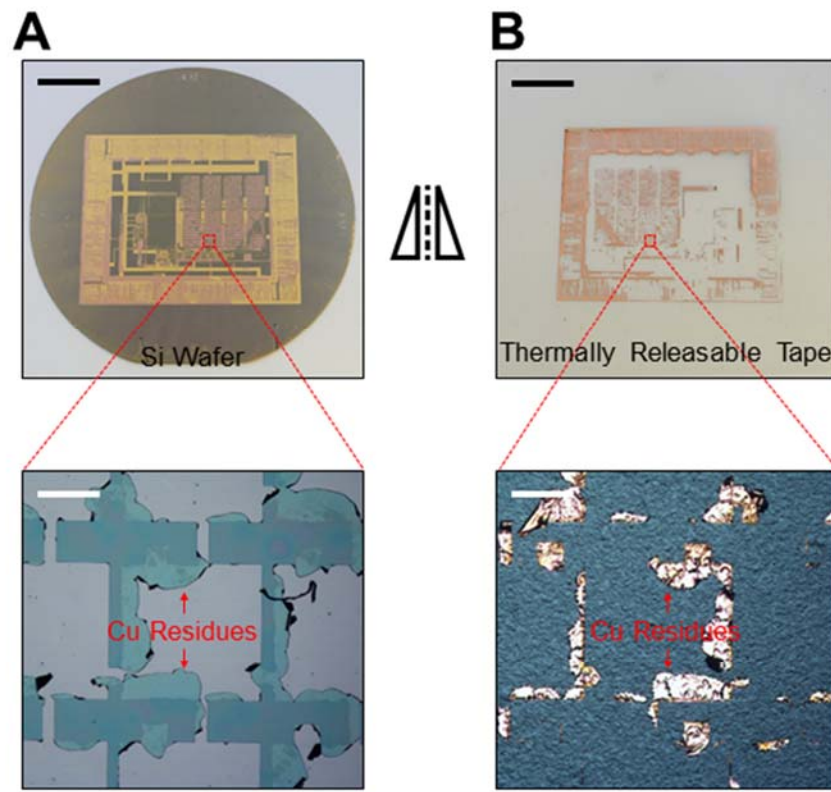 A
B
Si Wafer
Thermally Releasable Tape
Cu Residues
Cu Residues